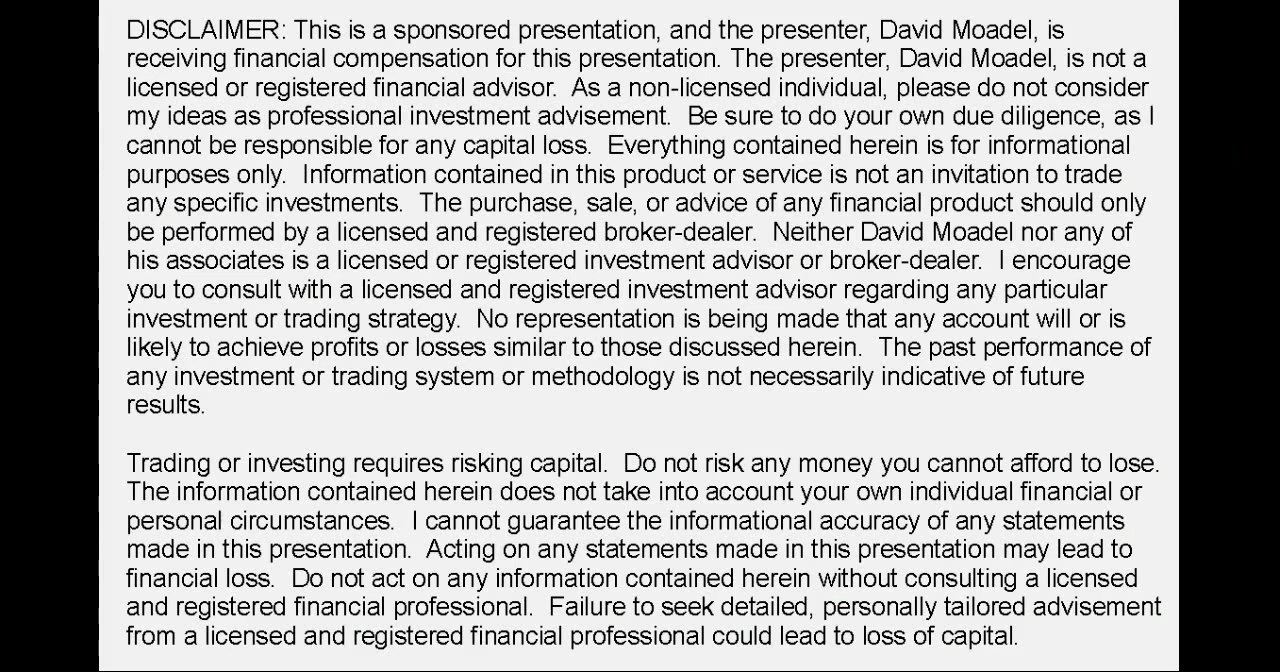 DISCLAIMER: This is a sponsored presentation, and the presenter, David Moadel, is
receiving financial compensation for this presentation. The presenter, David Moadel, is not a
licensed or registered financial advisor.  As a non-licensed individual, please do not consider
my ideas as professional investment advisement.  Be sure to do your own due diligence, as I
cannot be responsible for any capital loss.  Everything contained herein is for informational
purposes only.  Information contained in this product or service is not an invitation to trade
any specific investments.  The purchase, sale, or advice of any financial product should only
be performed by a licensed and registered broker-dealer.  Neither David Moadel nor any of
his associates is a licensed or registered investment advisor or broker-dealer.  I encourage
you to consult with a licensed and registered investment advisor regarding any particular
investment or trading strategy.  No representation is being made that any account will or is
likely to achieve profits or losses similar to those discussed herein.  The past performance of
any investment or trading system or methodology is not necessarily indicative of future
results.
Trading or investing requires risking capital.  Do not risk any money you cannot afford to lose.
The information contained herein does not take into account your own individual financial or
personal circumstances.  I cannot guarantee the informational accuracy of any statements
made in this presentation.  Acting on any statements made in this presentation may lead to
financial loss.  Do not act on any information contained herein without consulting a licensed
and registered financial professional.  Failure to seek detailed, personally tailored advisement
from a licensed and registered financial professional could lead to loss of capital.